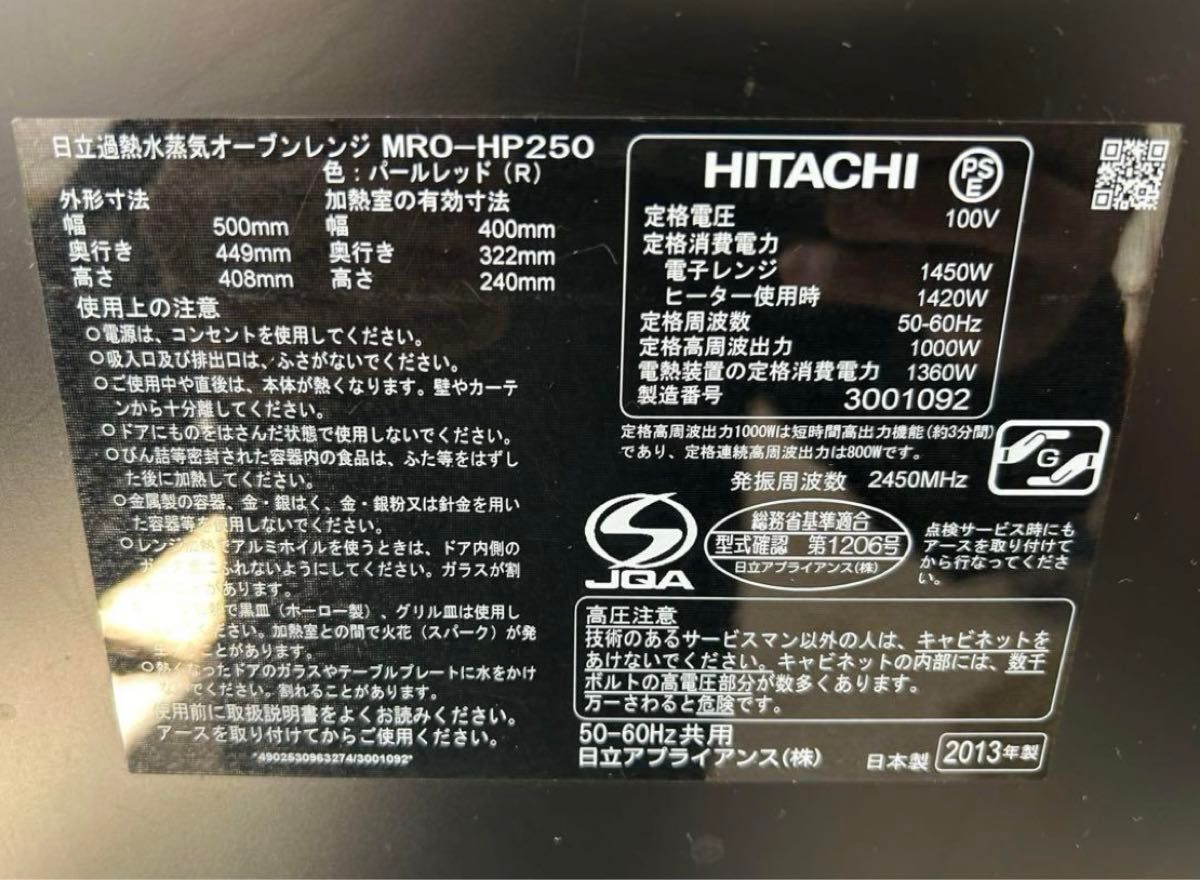 日立過熱水蒸気オーブンレンジ MRO-HP250
色：パールレッド（R）
外形寸法 加熱室の有効寸法
幅 500mm 幅 400mm
奥行き 449mm 奥行き 322mm
高さ 408mm 高さ 240mm
使用上の注意
○電源は、コンセントを使用してください。
○吸入口及び排出口は、ふさがないでください。
○ご使用中や直後は、本体が熱くなります。壁やカーテ
ンから十分離してください。
○ドアにものをはさんだ状態で使用しないでください。
○びん詰等密封された容器内の食品は、ふた等をはずし
た後に加熱してください。
○金属製の容器、金・銀はく、金・銀粉又は針金を用い
た容器等を使用しないでください。
○レンジ加熱でアルミホイルを使うときは、ドア内側の
ふれないようにしてください。ガラスが割
があります。
で黒皿（ホーロー製）、グリル皿は使用し
ださい。加熱室との間で火花（スパーク）が発
ことがあります。
○熱くなったドアのガラスやテーブルプレートに水をかけ
でください。割れることがあります。
使用前に取扱説明書をよくお読みください。
アースを取り付けてからご使用ください。
*4902530963274/3001092*
HITACHI PSE
定格電圧 100V
定格消費電力
電子レンジ 1450W
ヒーター使用時 1420W
定格周波数 50-60Hz
定格高周波出力 1000W
電熱装置の定格消費電力 1360W
製造番号 3001092
定格高周波出力1000Wは短時間高出力機能(約3分間)
であり、定格連続高周波出力は800Wです。
G
発振周波数 2450MHz
JQA
総務省基準適合
型式確認 第1206号
日立アプライアンス(株)
点検サービス時にも
アースを取り付けて
から行なってくださ
い。
高圧注意
技術のあるサービスマン以外の人は、キャビネットを
あけないでください。キャビネットの内部には、数千
ボルトの高電圧部分が数多くあります。
万一さわると危険です。
50-60Hz共用
日立アプライアンス(株) 日本製 2013年製